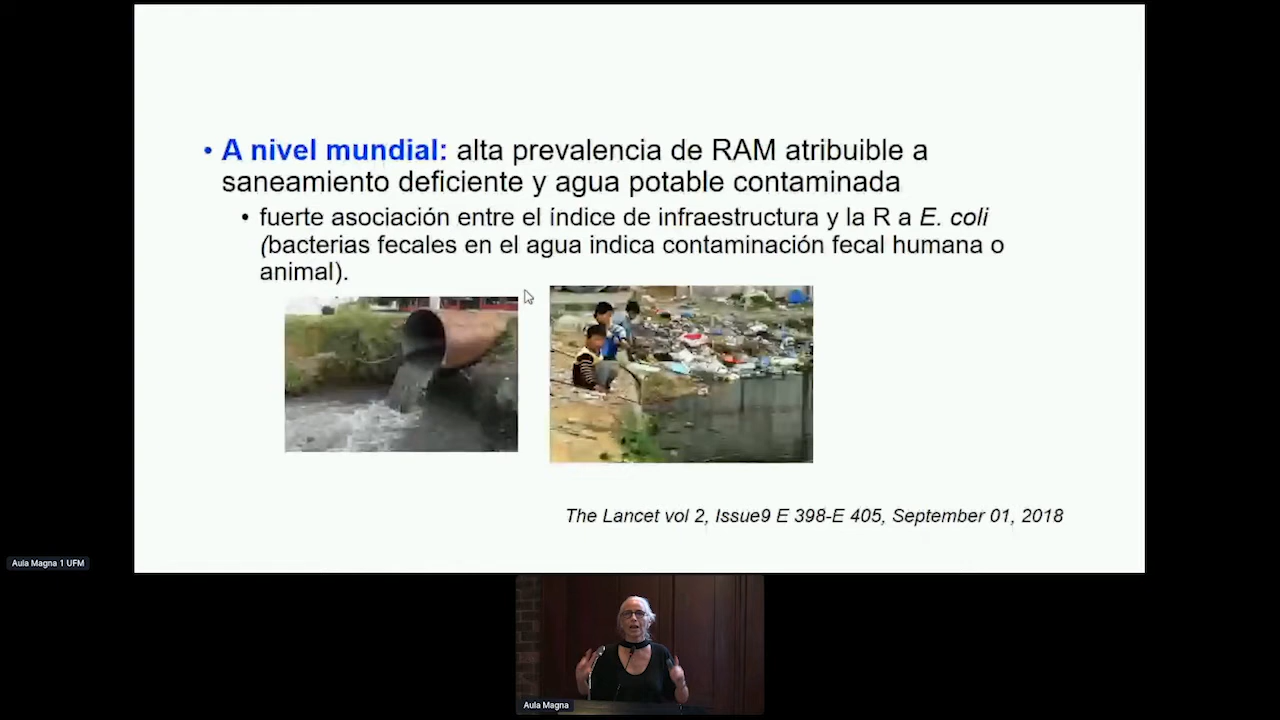 • A nivel mundial: alta prevalencia de RAM atribuible a
saneamiento deficiente y agua potable contaminada
• fuerte asociación entre el índice de infraestructura y la R a E. coli
(bacterias fecales en el agua indica contaminación fecal humana o
animal).
The Lancet vol 2, Issue9 E 398-E 405, September 01, 2018
Aula Magna 1 UFM
Aula Magna